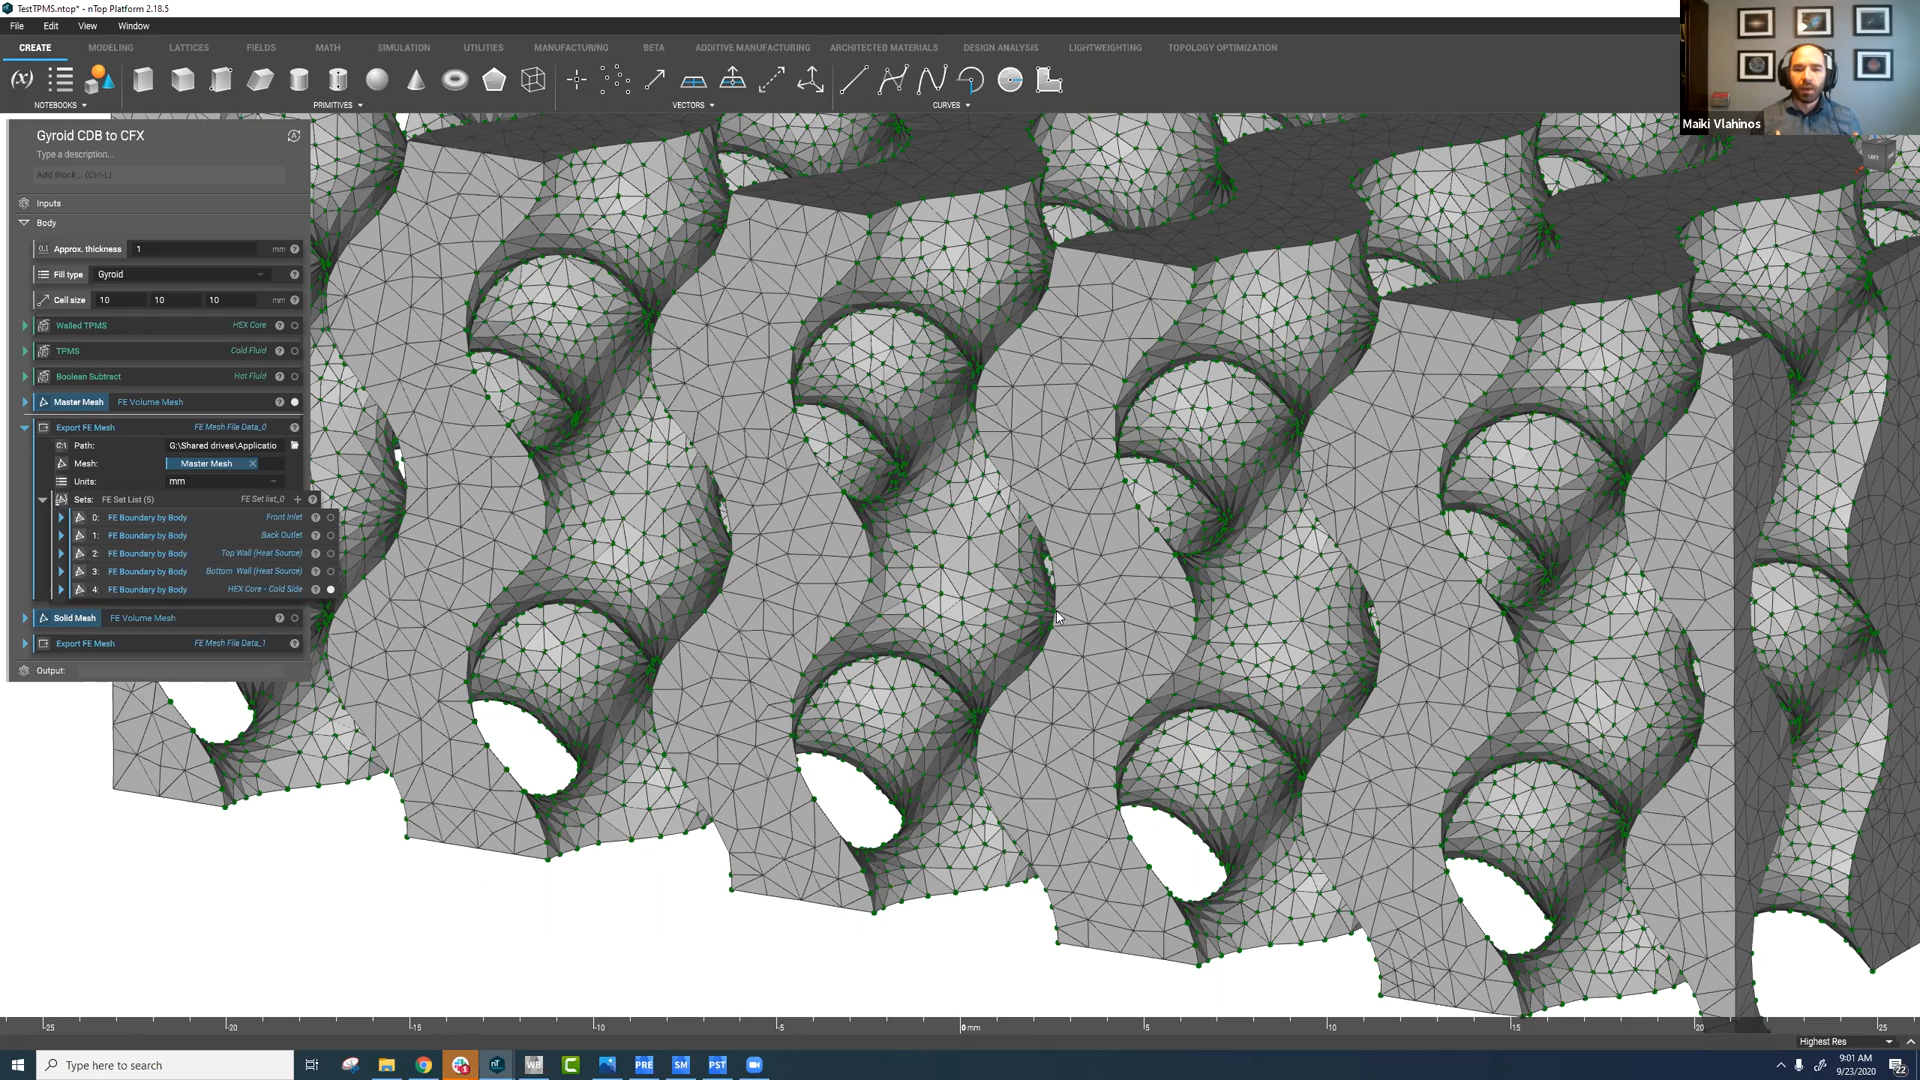 TestTPMS.ntop* - nTop Platform 2.18.5
File Edit View Window
CREATE MODELING LATTICES FIELDS MATH SIMULATION UTILITIES MANUFACTURING BETA ADDITIVE MANUFACTURING ARCHITECTED MATERIALS DESIGN ANALYSIS LIGHTWEIGHTING TOPOLOGY OPTIMIZATION
(x)
NOTEBOOKS PRIMITIVES VECTORS CURVES
Maiki Vlahinos
Gyroid CDB to CFX
Type a description...
Add Block... (Ctrl-L)
Inputs
Body
0.1 Approx. thickness 1 mm
Fill type Gyroid
Cell size 10 10 10 mm
Walled TPMS HEX Core
TPMS Cold Fluid
Boolean Subtract Hot Fluid
Master Mesh FE Volume Mesh
Export FE Mesh FE Mesh File Data_0
C:\ Path: G:\Shared drives\Applicatio
Mesh: Master Mesh
Units: mm
Sets: FE Set List (5) FE Set list_0
0: FE Boundary by Body Front Inlet
1: FE Boundary by Body Back Outlet
2: FE Boundary by Body Top Wall (Heat Source)
3: FE Boundary by Body Bottom Wall (Heat Source)
4: FE Boundary by Body HEX Core - Cold Side
Solid Mesh FE Volume Mesh
Export FE Mesh FE Mesh File Data_1
Output:
-25 -20 -15 -10 -5 0 mm 5 10 15 20 25
Highest Res
Type here to search
1 nT WB C PRE SM PST
9:01 AM
9/23/2020
22